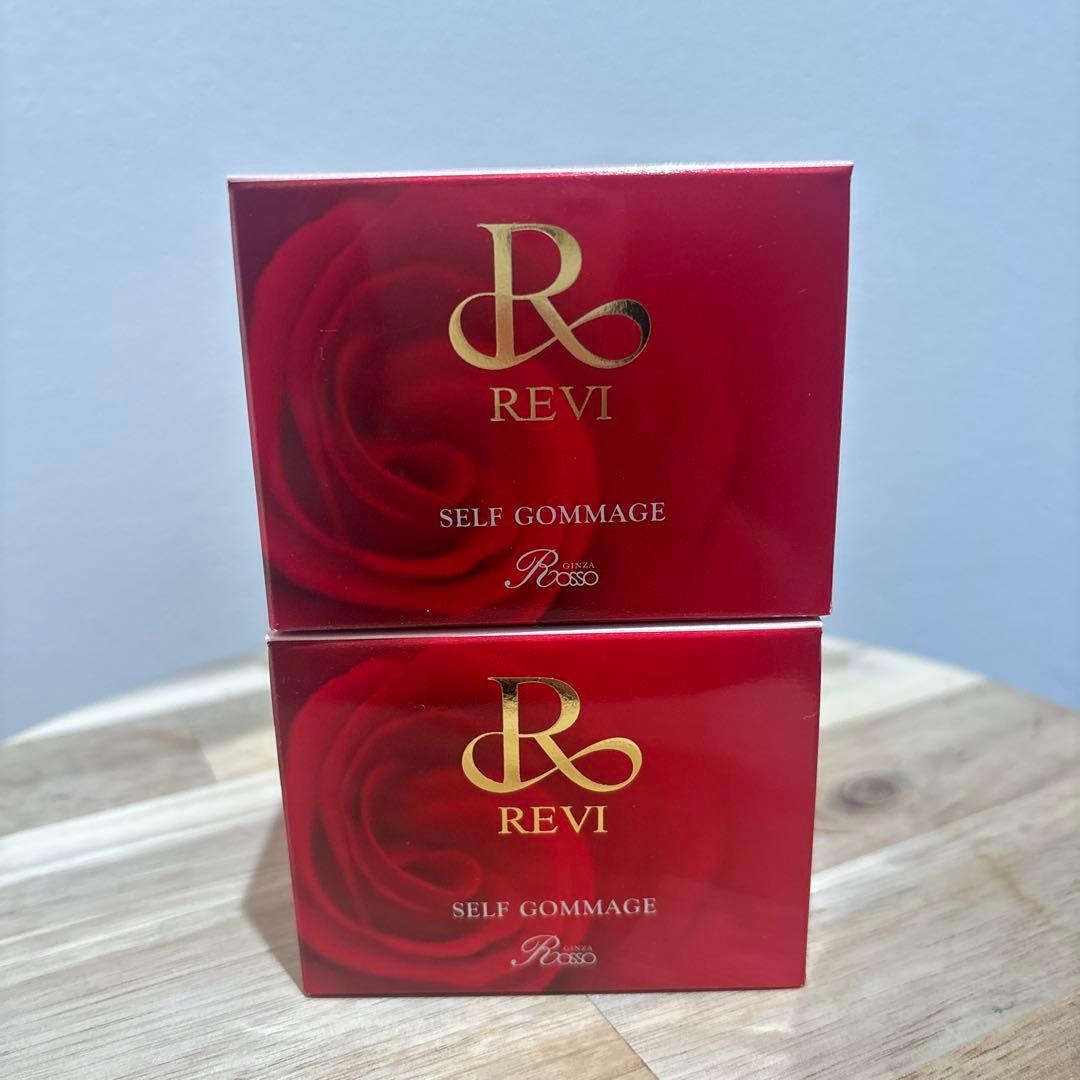 R
REVI
SELF GOMMAGE
GINZA
Rosso
R
REVI
SELF GOMMAGE
GINZA
Rosso